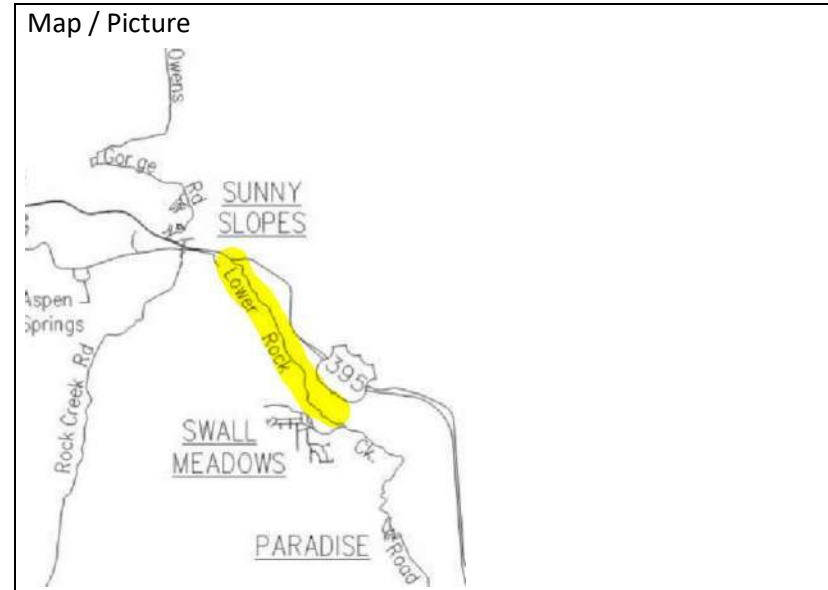 Map / Picture
Owens
Gorge
Rd
SUNNY
SLOPES
Lower
Rock
Aspen
Springs
395
Rock Creek Rd
SWALL
MEADOWS
Ck.
PARADISE
Road